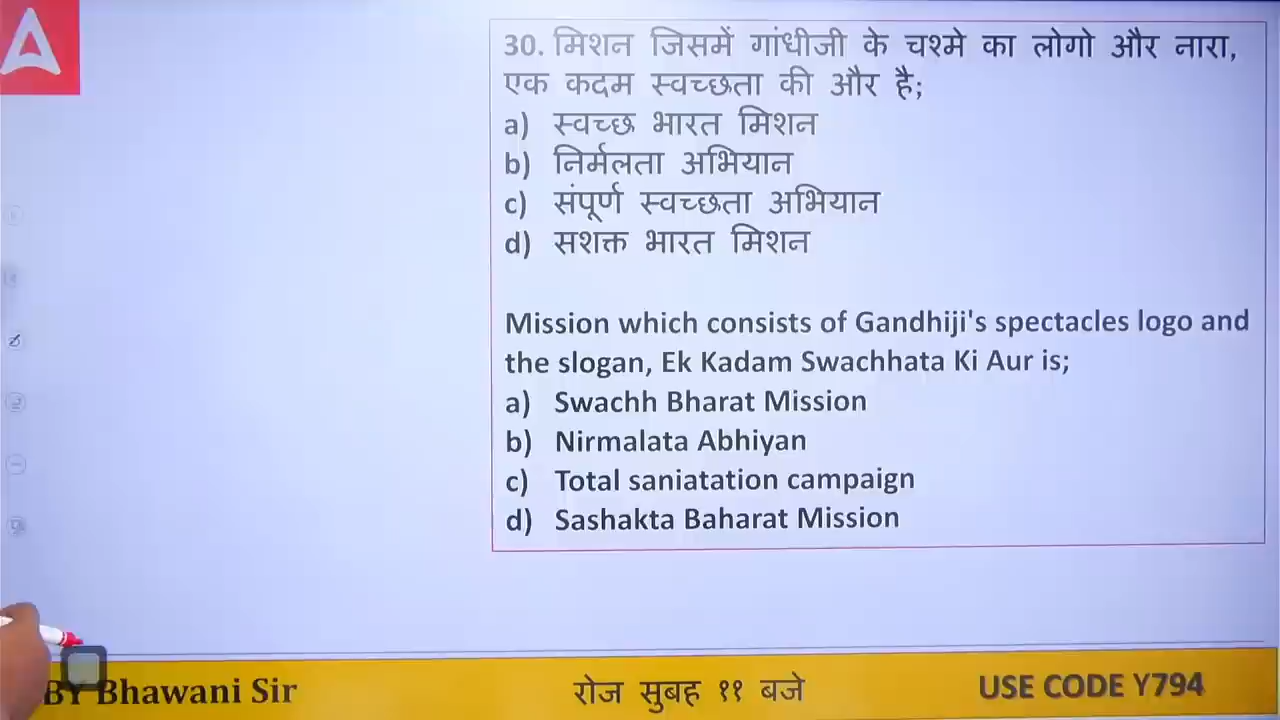 30. मिशन जिसमें गांधीजी के चश्मे का लोगो और नारा,
एक कदम स्वच्छता की और है;
a) स्वच्छ भारत मिशन
b) निर्मलता अभियान
c) संपूर्ण स्वच्छता अभियान
d) सशक्त भारत मिशन
Mission which consists of Gandhiji's spectacles logo and
the slogan, Ek Kadam Swachhata Ki Aur is;
a) Swachh Bharat Mission
b) Nirmalata Abhiyan
c) Total saniatation campaign
d) Sashakta Baharat Mission
BY Bhawani Sir
रोज सुबह ११ बजे
USE CODE Y794